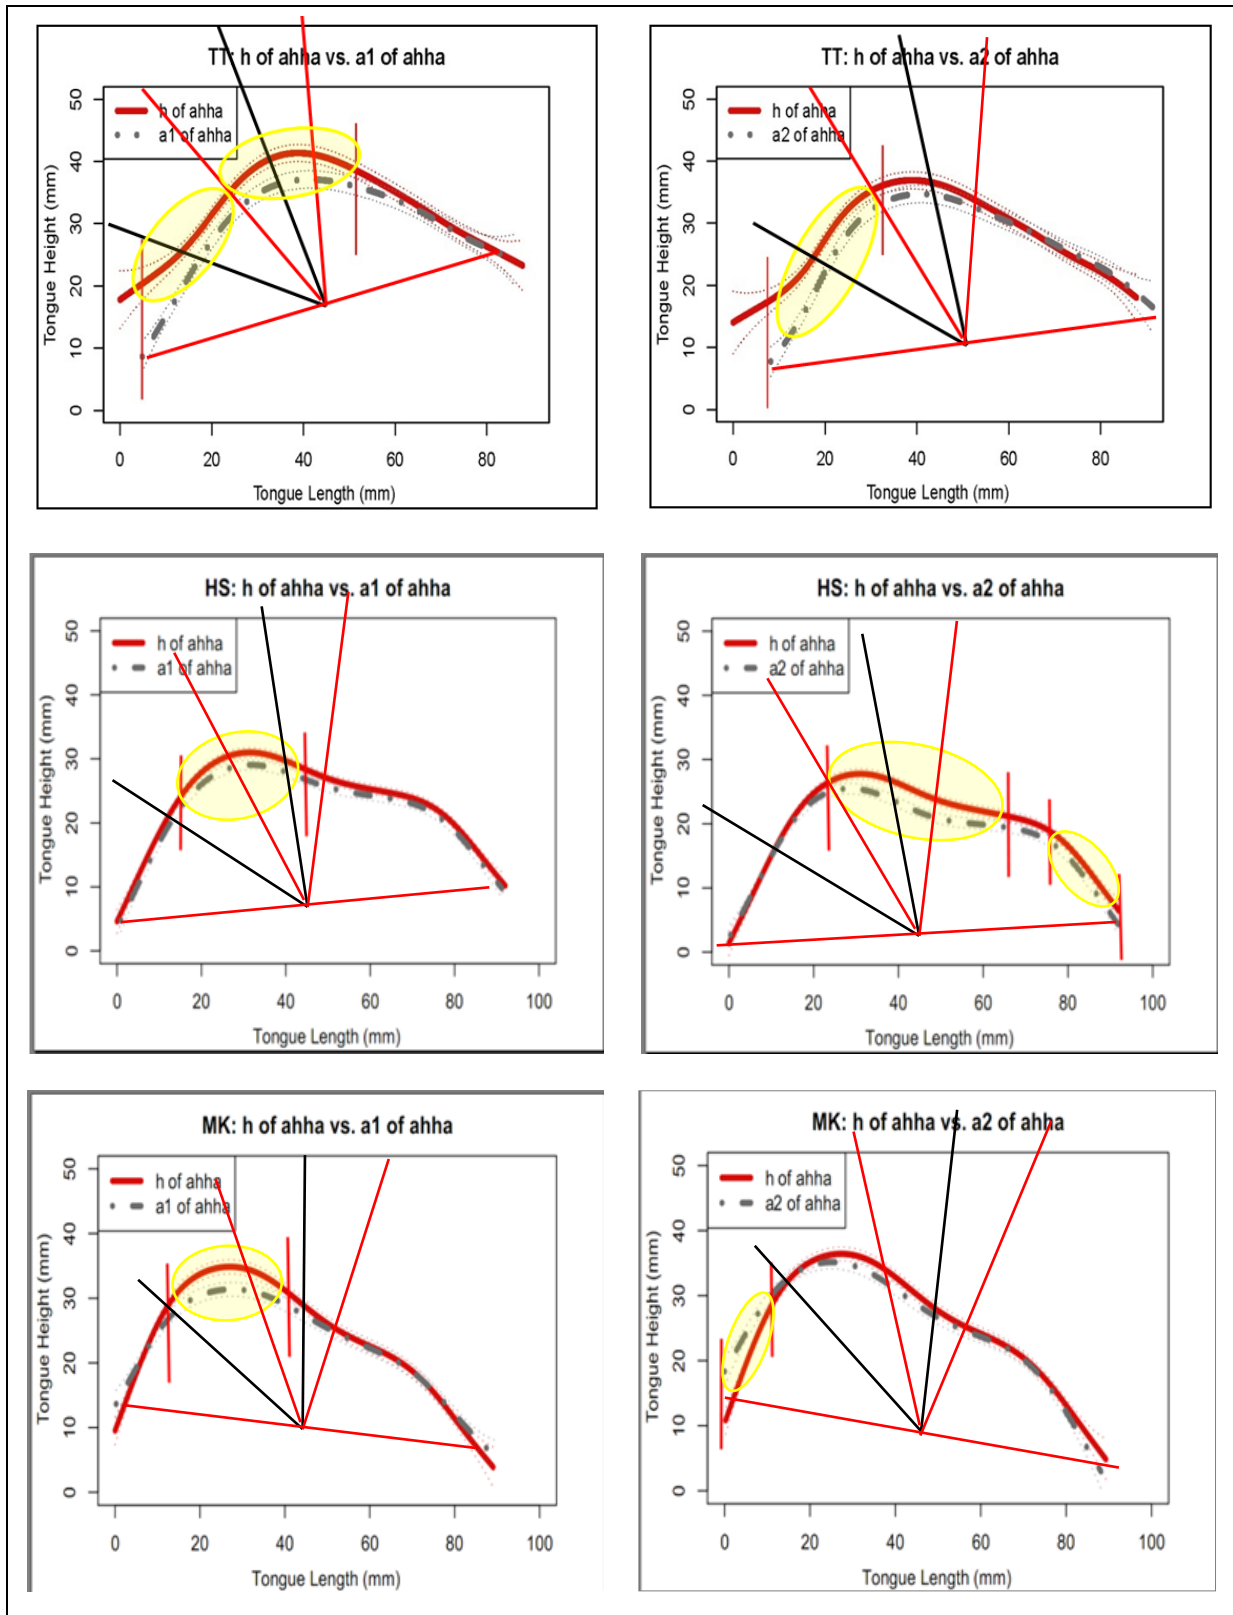 TT: h of ahha vs. a1 of ahha
h of ahha
a1 of ahha
Tongue Height (mm)
50
40
30
20
10
0
0 20 40 60 80
Tongue Length (mm)
TT: h of ahha vs. a2 of ahha
h of ahha
a2 of ahha
Tongue Height (mm)
50
40
30
20
10
0
0 20 40 60 80
Tongue Length (mm)
HS: h of ahha vs. a1 of ahha
h of ahha
a1 of ahha
Tongue Height (mm)
50
40
30
20
10
0
0 20 40 60 80 100
Tongue Length (mm)
HS: h of ahha vs. a2 of ahha
h of ahha
a2 of ahha
Tongue Height (mm)
50
40
30
20
10
0
0 20 40 60 80 100
Tongue Length (mm)
MK: h of ahha vs. a1 of ahha
h of ahha
a1 of ahha
Tongue Height (mm)
50
40
30
20
10
0
0 20 40 60 80 100
Tongue Length (mm)
MK: h of ahha vs. a2 of ahha
h of ahha
a2 of ahha
Tongue Height (mm)
50
40
30
20
10
0
0 20 40 60 80 100
Tongue Length (mm)